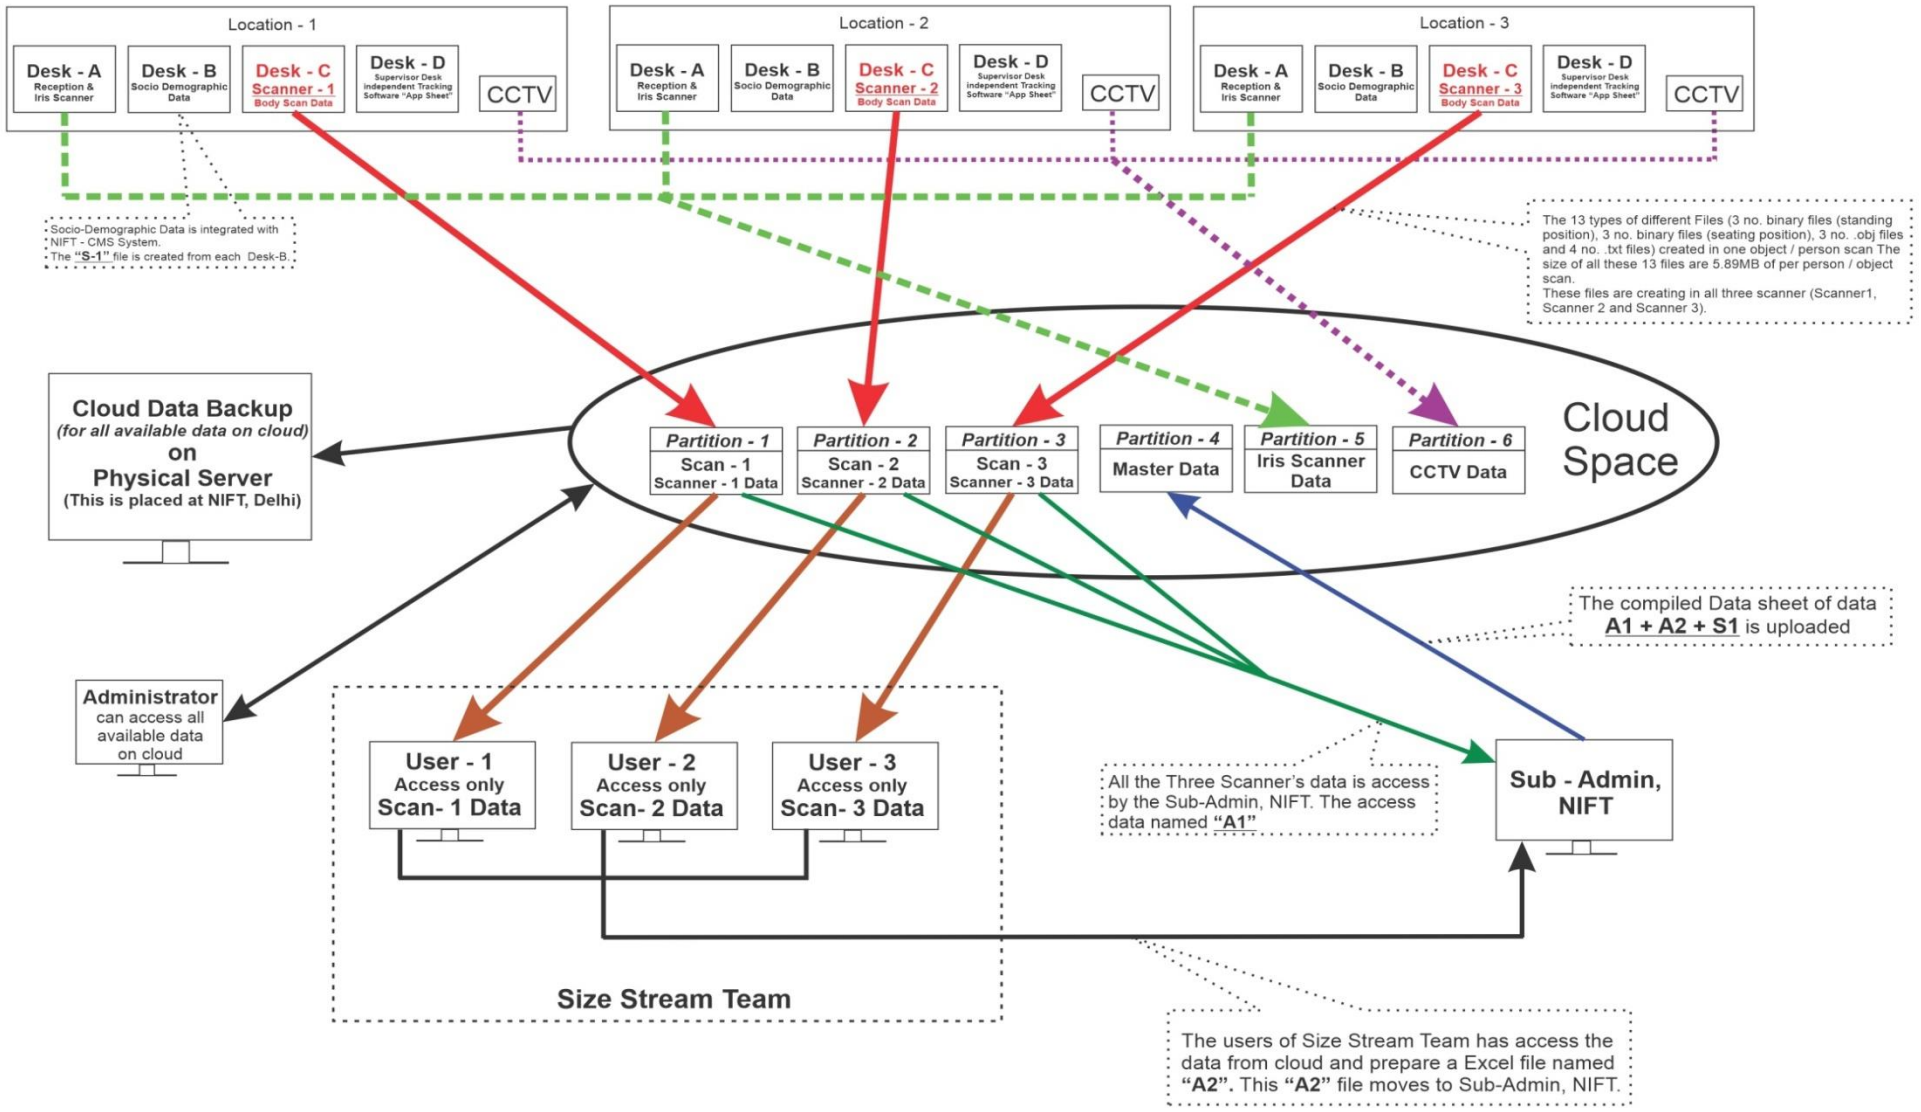 Location - 1
Desk - A
Reception &
Iris Scanner
Desk - B
Socio Demographic
Data
Desk - C
Scanner - 1
Body Scan Data
Desk - D
Supervisor Desk
independent Tracking
Software “App Sheet”
CCTV
Location - 2
Desk - A
Reception &
Iris Scanner
Desk - B
Socio Demographic
Data
Desk - C
Scanner - 2
Body Scan Data
Desk - D
Supervisor Desk
independent Tracking
Software “App Sheet”
CCTV
Location - 3
Desk - A
Reception &
Iris Scanner
Desk - B
Socio Demographic
Data
Desk - C
Scanner - 3
Body Scan Data
Desk - D
Supervisor Desk
independent Tracking
Software “App Sheet”
CCTV
Socio-Demographic Data is integrated with
NIFT - CMS System.
The “S-1” file is created from each Desk-B.
The 13 types of different Files (3 no. binary files (standing
position), 3 no. binary files (seating position), 3 no. .obj files
and 4 no. .txt files) created in one object / person scan The
size of all these 13 files are 5.89MB of per person / object
scan.
These files are creating in all three scanner (Scanner1,
Scanner 2 and Scanner 3).
Cloud Data Backup
(for all available data on cloud)
on
Physical Server
(This is placed at NIFT, Delhi)
Partition - 1
Scan - 1
Scanner - 1 Data
Partition - 2
Scan - 2
Scanner - 2 Data
Partition - 3
Scan - 3
Scanner - 3 Data
Partition - 4
Master Data
Partition - 5
Iris Scanner
Data
Partition - 6
CCTV Data
Cloud
Space
The compiled Data sheet of data
A1 + A2 + S1 is uploaded
Administrator
can access all
available data
on cloud
User - 1
Access only
Scan- 1 Data
User - 2
Access only
Scan- 2 Data
User - 3
Access only
Scan- 3 Data
Size Stream Team
All the Three Scanner’s data is access
by the Sub-Admin, NIFT. The access
data named “A1”
Sub - Admin,
NIFT
The users of Size Stream Team has access the
data from cloud and prepare a Excel file named
“A2”. This “A2” file moves to Sub-Admin, NIFT.